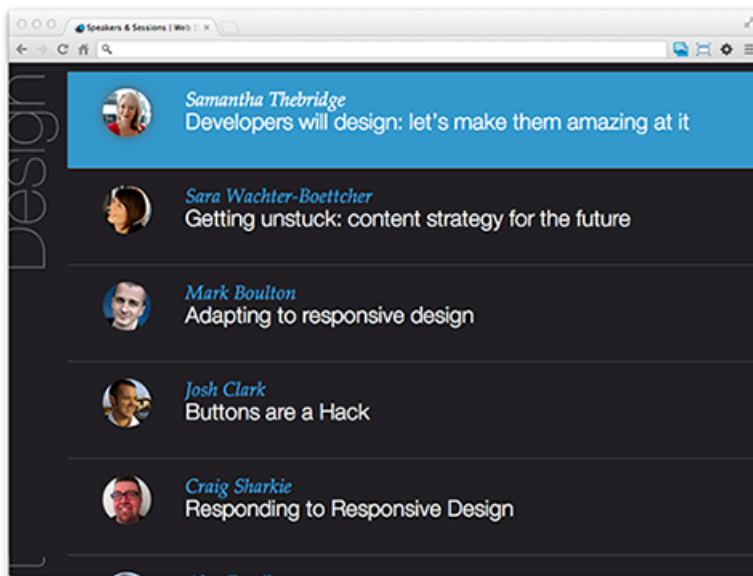 Speakers & Sessions | Web D
Design
Samantha Thebridge
Developers will design: let's make them amazing at it
Sara Wachter-Boettcher
Getting unstuck: content strategy for the future
Mark Boulton
Adapting to responsive design
Josh Clark
Buttons are a Hack
Craig Sharkie
Responding to Responsive Design